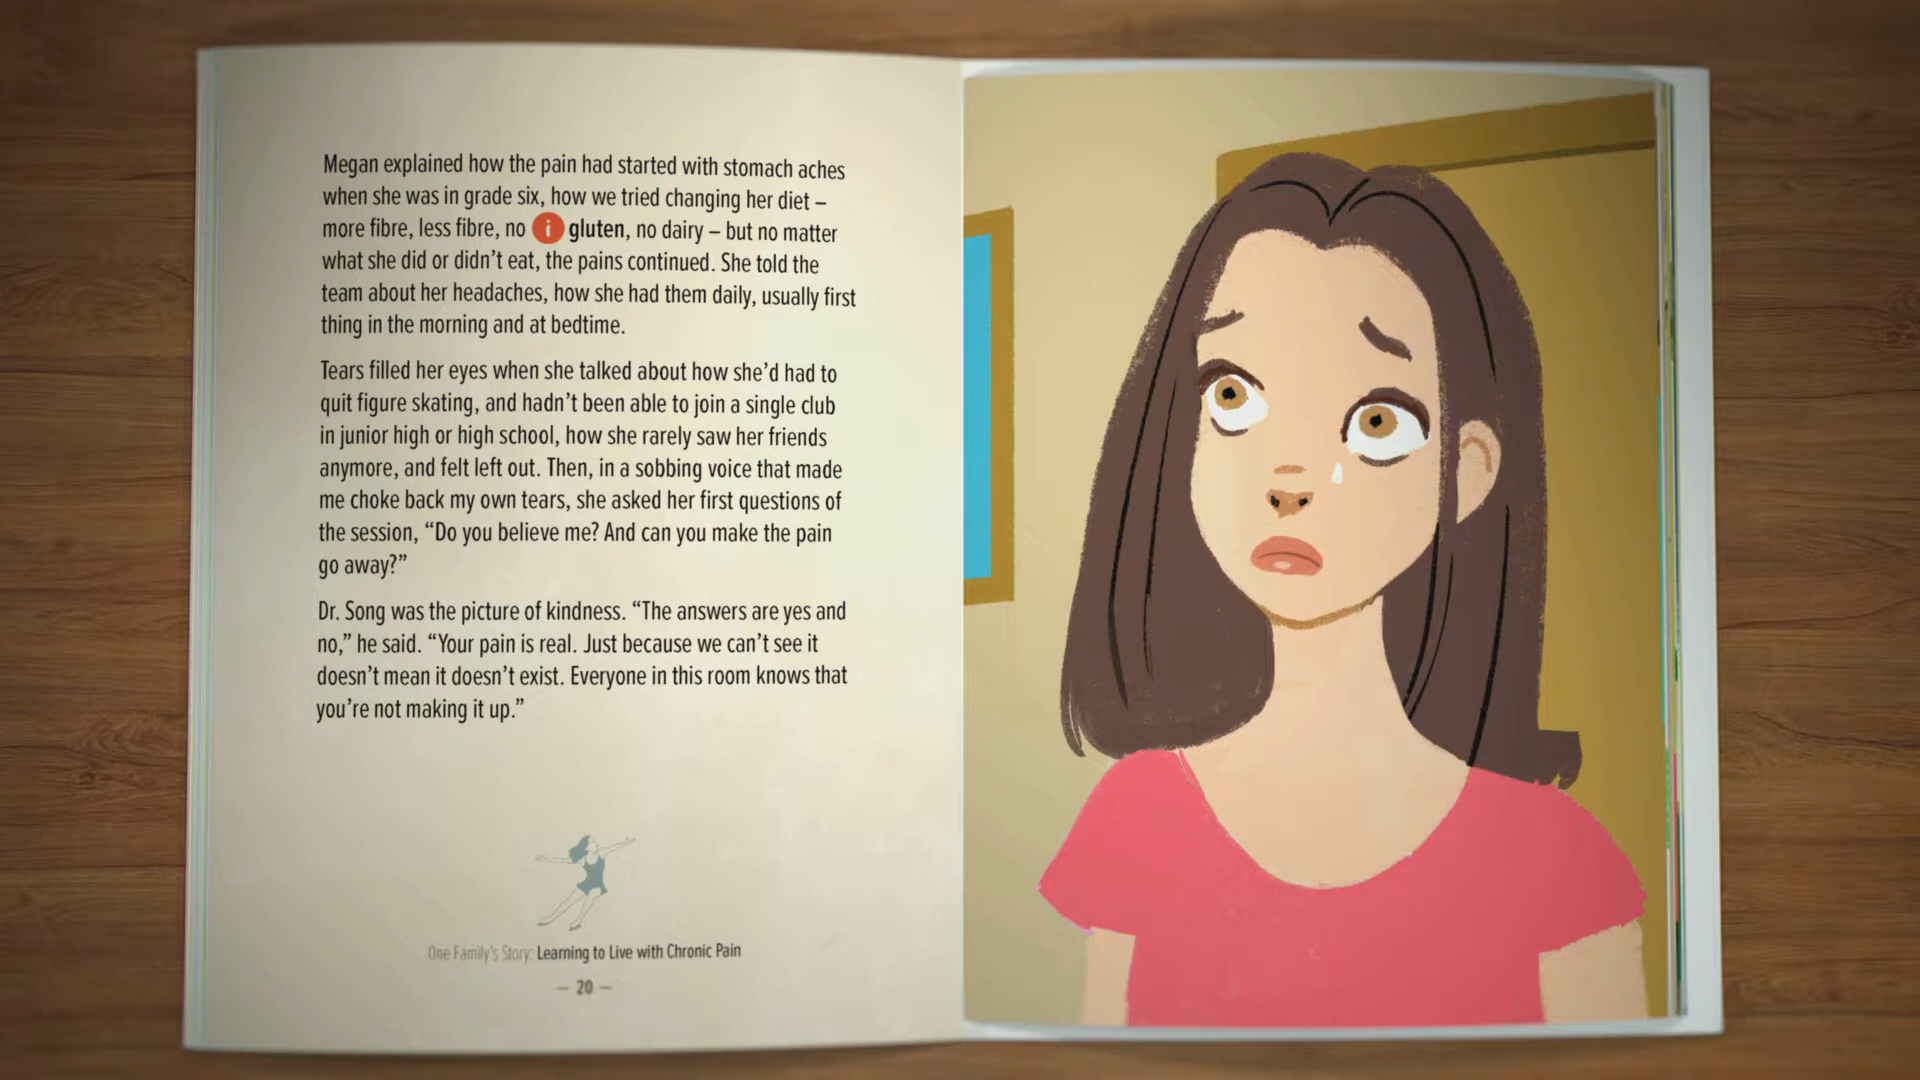 Megan explained how the pain had started with stomach aches
when she was in grade six, how we tried changing her diet –
more fibre, less fibre, no i gluten, no dairy – but no matter
what she did or didn’t eat, the pains continued. She told the
team about her headaches, how she had them daily, usually first
thing in the morning and at bedtime.
Tears filled her eyes when she talked about how she’d had to
quit figure skating, and hadn’t been able to join a single club
in junior high or high school, how she rarely saw her friends
anymore, and felt left out. Then, in a sobbing voice that made
me choke back my own tears, she asked her first questions of
the session, “Do you believe me? And can you make the pain
go away?”
Dr. Song was the picture of kindness. “The answers are yes and
no,” he said. “Your pain is real. Just because we can’t see it
doesn’t mean it doesn’t exist. Everyone in this room knows that
you’re not making it up.”
One Family’s Story: Learning to Live with Chronic Pain
– 20 –